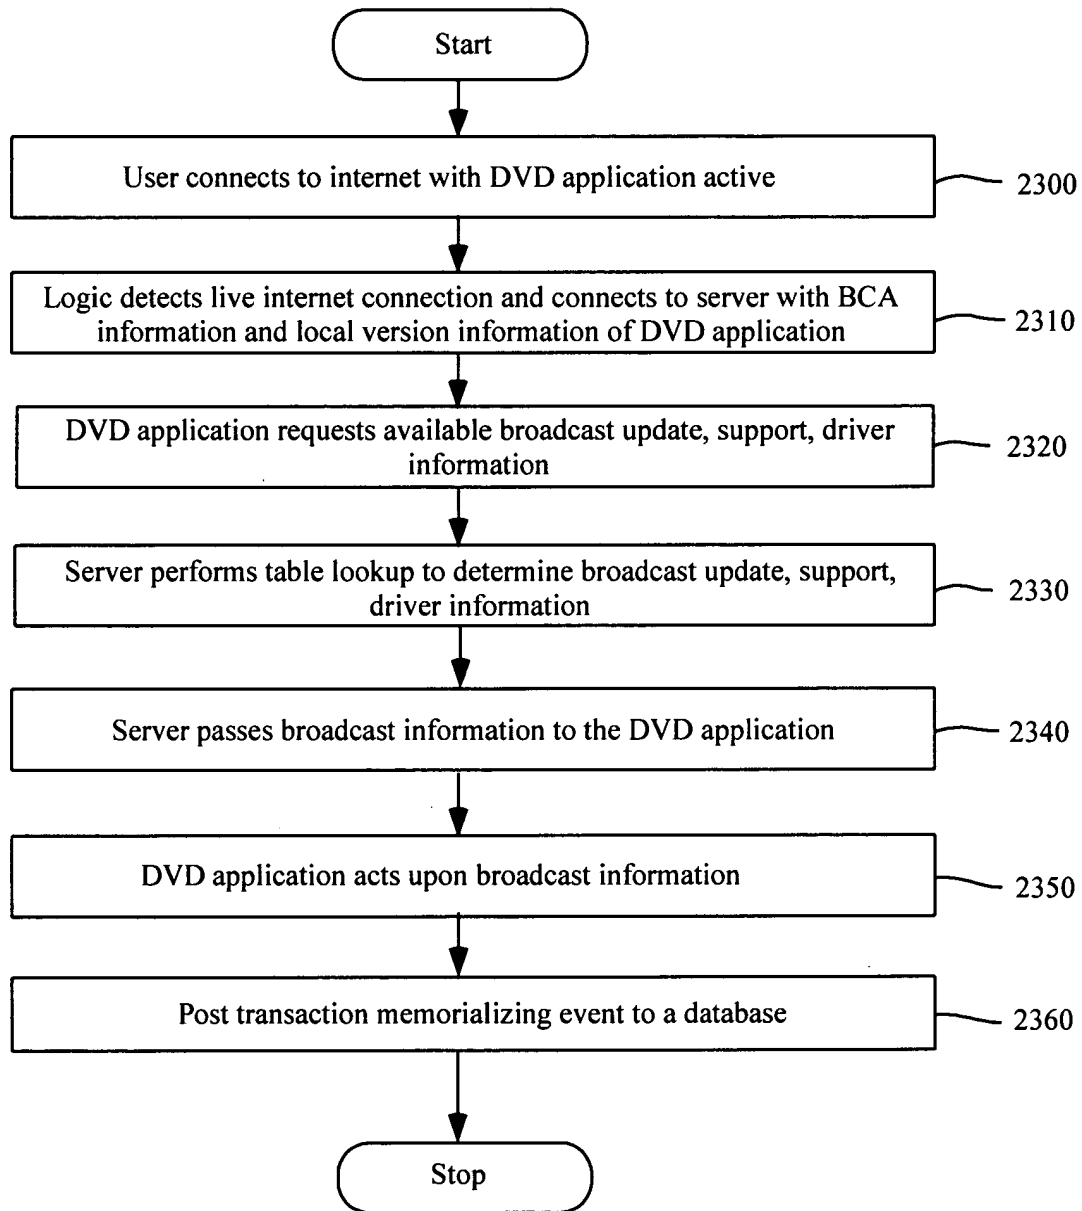 Start
User connects to internet with DVD application active
2300
Logic detects live internet connection and connects to server with BCA
information and local version information of DVD application
2310
DVD application requests available broadcast update, support, driver
information
2320
Server performs table lookup to determine broadcast update, support,
driver information
2330
Server passes broadcast information to the DVD application
2340
DVD application acts upon broadcast information
2350
Post transaction memorializing event to a database
2360
Stop